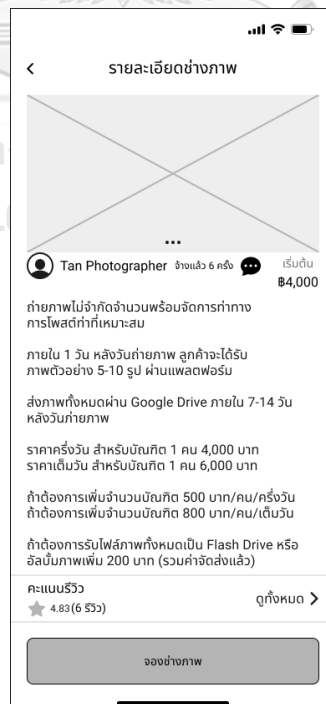 รายละเอียดช่างภาพ
Tan Photographer จ้างแล้ว 6 ครั้ง
เริ่มต้น
฿4,000
ถ่ายภาพไม่จำกัดจำนวนพร้อมจัดการท่าทาง
การโพสต์ท่าที่เหมาะสม
ภายใน 1 วัน หลังวันถ่ายภาพ ลูกค้าจะได้รับ
ภาพตัวอย่าง 5-10 รูป ผ่านแพลตฟอร์ม
ส่งภาพทั้งหมดผ่าน Google Drive ภายใน 7-14 วัน
หลังวันถ่ายภาพ
ราคาครึ่งวัน สำหรับบัณฑิต 1 คน 4,000 บาท
ราคาเต็มวัน สำหรับบัณฑิต 1 คน 6,000 บาท
ถ้าต้องการเพิ่มจำนวนบัณฑิต 500 บาท/คน/ครึ่งวัน
ถ้าต้องการเพิ่มจำนวนบัณฑิต 800 บาท/คน/เต็มวัน
ถ้าต้องการรับไฟล์ภาพทั้งหมดเป็น Flash Drive หรือ
อัลบั้มภาพเพิ่ม 200 บาท (รวมค่าจัดส่งแล้ว)
คะแนนรีวิว
4.83 (6 รีวิว)
ดูทั้งหมด
จองช่างภาพ